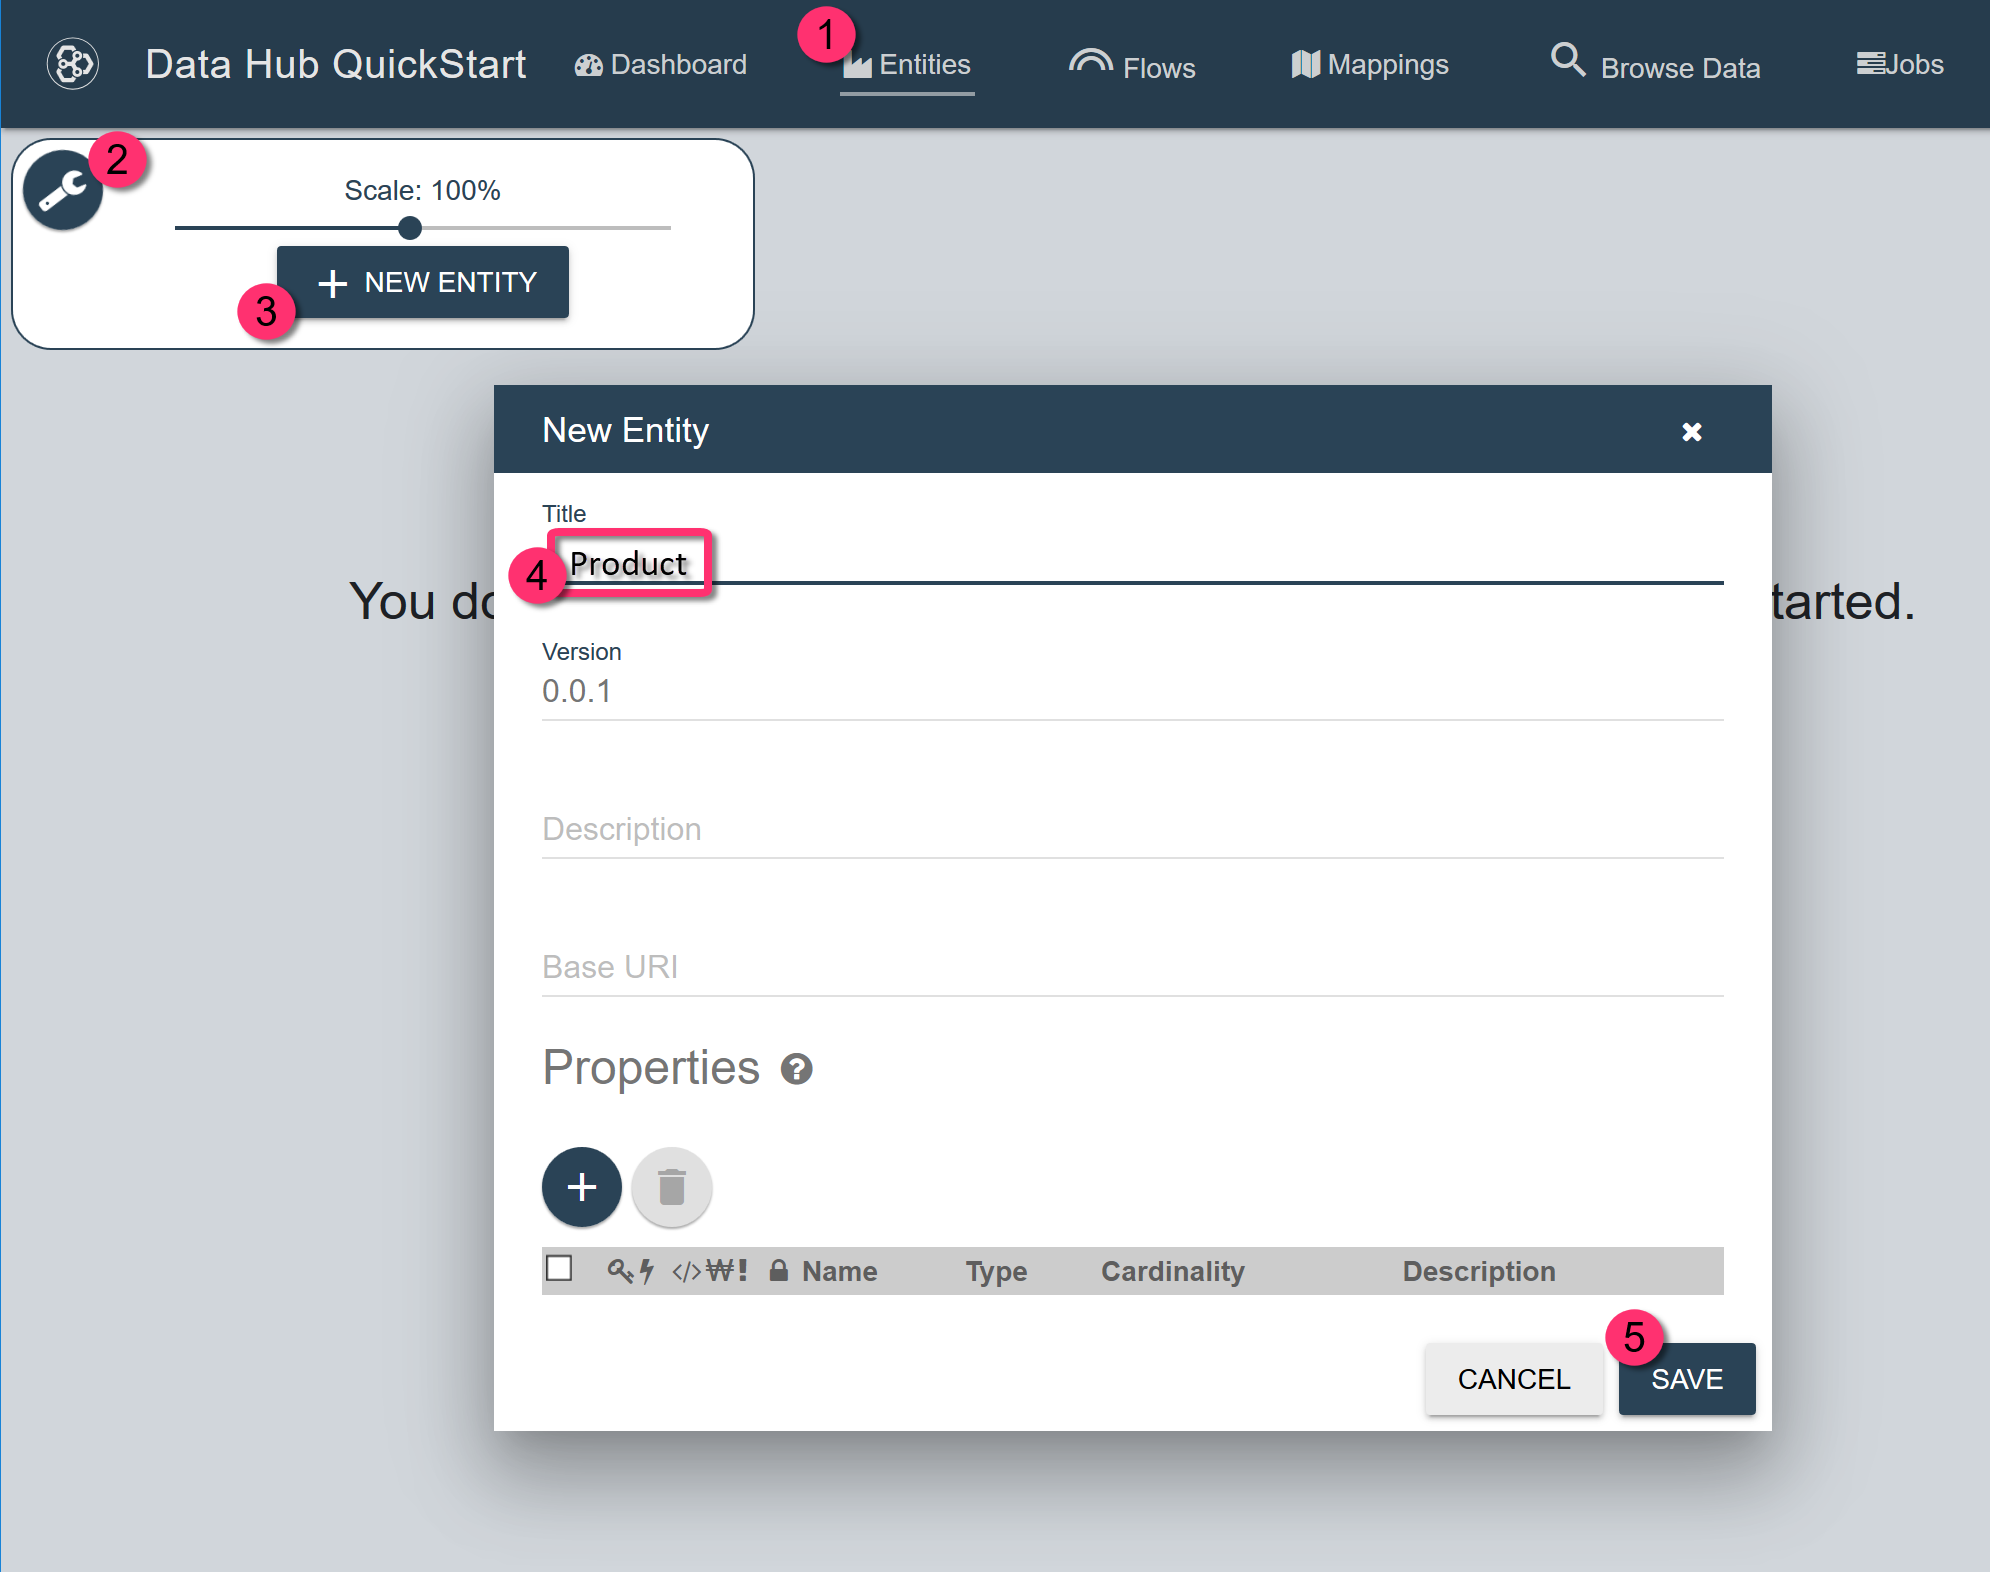 Data Hub QuickStart Dashboard 1 Entities Flows Mappings Browse Data Jobs
2
Scale: 100%
3 NEW ENTITY
New Entity
Title
4 Product
You do
tarted.
Version
0.0.1
Description
Base URI
Properties ?
Name Type Cardinality Description
5
CANCEL SAVE